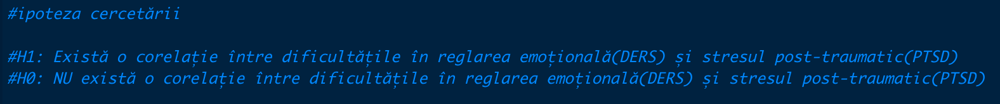 #ipoteza cercetării
#H1: Există o corelație între dificultățile în reglarea emoțională(DERS) și stresul post-traumatic(PTSD)
#H0: NU există o corelație între dificultățile în reglarea emoțională(DERS) și stresul post-traumatic(PTSD)